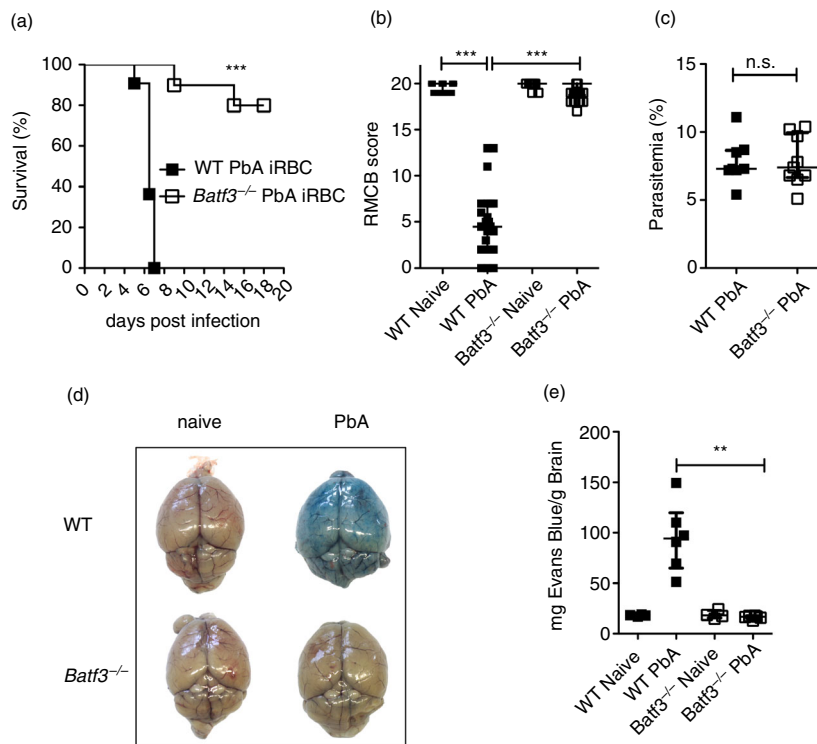 (a)
***
100
80
60
40
20
0
Survival (%)
WT PbA iRBC
Batf3–/– PbA iRBC
0 2 4 6 8 10 12 14 16 18 20
days post infection
(b)
*** ***
20
15
10
5
0
RMCB score
WT Naive
WT PbA
Batf3–/– Naive
Batf3–/– PbA
(c)
n.s.
15
10
5
0
Parasitemia (%)
WT PbA
Batf3–/– PbA
(d)
naive PbA
WT
Batf3–/–
(e)
**
200
150
100
50
0
mg Evans Blue/g Brain
WT Naive
WT PbA
Batf3–/– Naive
Batf3–/– PbA